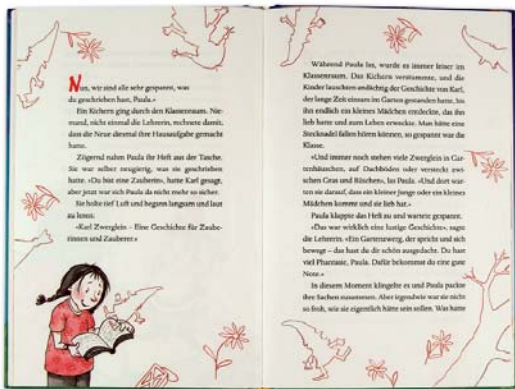 Nun, wir sind alle sehr gespannt, was
du geschrieben hast, Paula.»
Ein Kichern ging durch den Klassenraum. Nie-
mand, nicht einmal die Lehrerin, rechnete damit,
dass die Neue diesmal ihre Hausaufgabe gemacht
hatte.
Zögernd nahm Paula ihr Heft aus der Tasche.
Sie war selber neugierig, was sie geschrieben
hatte. «Du bist eine Zauberin», hatte Karl gesagt,
aber jetzt war sich Paula da nicht mehr so sicher.
Sie holte tief Luft und begann langsam und laut
zu lesen:
«Karl Zwerglein – Eine Geschichte für Zaube-
rinnen und Zauberer.»
Während Paula las, wurde es immer leiser im
Klassenraum. Das Kichern verstummte, und die
Kinder lauschten andächtig der Geschichte von Karl,
der lange Zeit einsam im Garten gestanden hatte, bis
ihn endlich ein kleines Mädchen entdeckte, das ihn
lieb hatte und zum Leben erweckte. Man hätte eine
Stecknadel fallen hören können, so gespannt war die
Klasse.
«Und immer noch stehen viele Zwerglein in Gar-
tenhäuschen, auf Dachböden oder versteckt zwi-
schen Gras und Büschen», las Paula. «Und dort war-
ten sie darauf, dass ein kleiner Junge oder ein kleines
Mädchen kommt und sie lieb hat.»
Paula klappte das Heft zu und wartete gespannt.
«Das war wirklich eine lustige Geschichte», sagte
die Lehrerin. «Ein Gartenzwerg, der spricht und sich
bewegt – das hast du dir schön ausgedacht. Du hast
viel Phantasie, Paula. Dafür bekommst du eine gute
Note.»
In diesem Moment klingelte es und Paula packte
ihre Sachen zusammen. Aber irgendwie war sie nicht
so froh, wie sie eigentlich hätte sein sollen. Was hatte